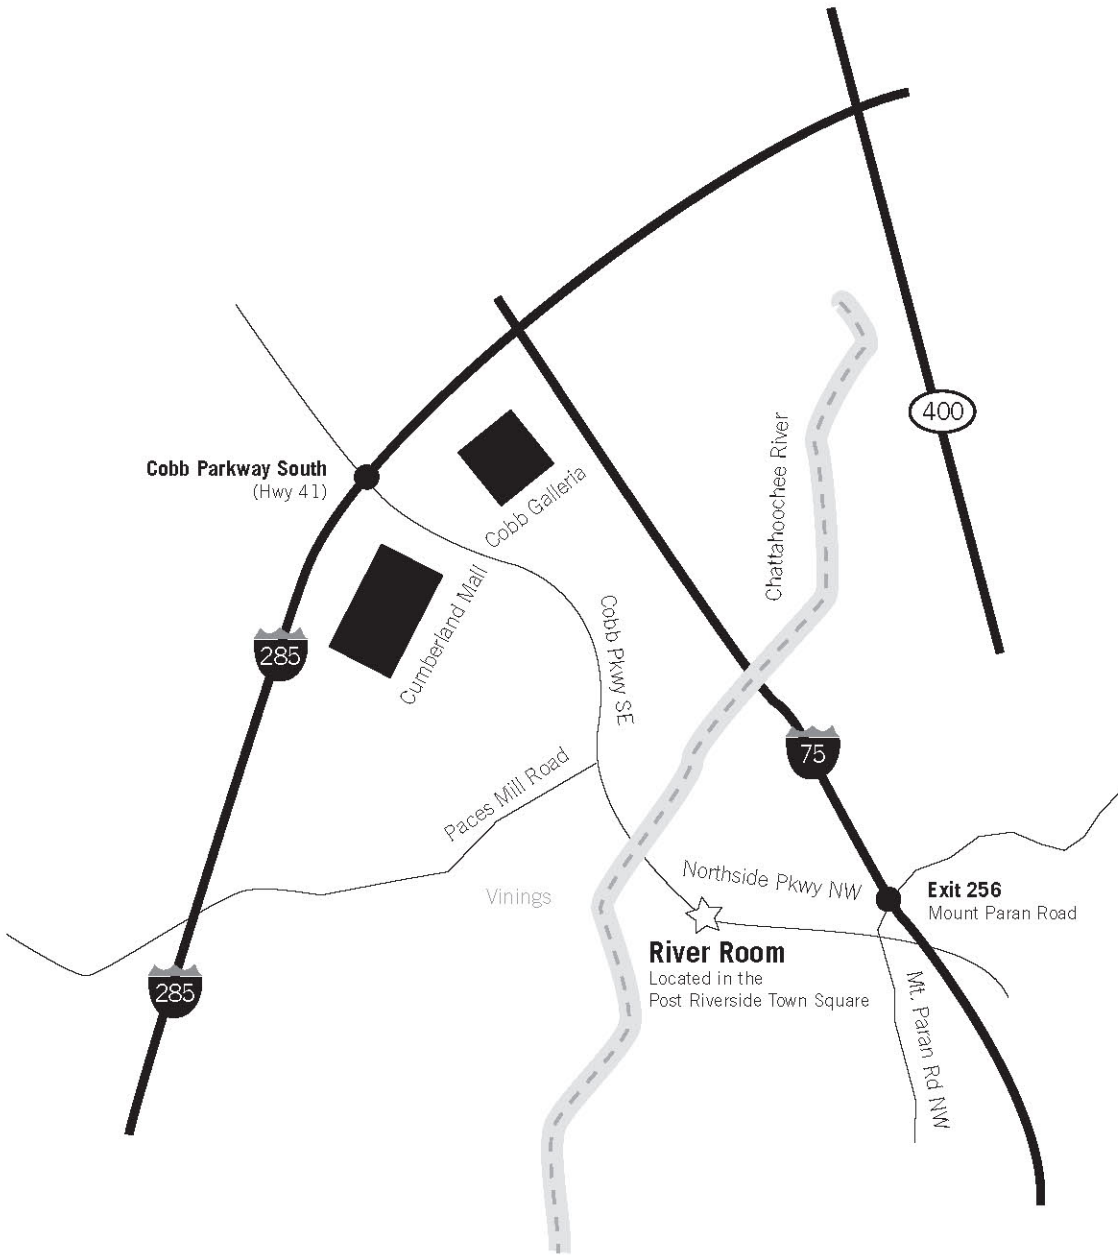 400
Chattahoochee River
Cobb Parkway South
(Hwy 41)
Cobb Galleria
Cumberland Mall
285
Cobb Pkwy SE
75
Paces Mill Road
Northside Pkwy NW
Exit 256
Mount Paran Road
Vinings
River Room
Located in the
Post Riverside Town Square
285
Mt. Paran Rd NW